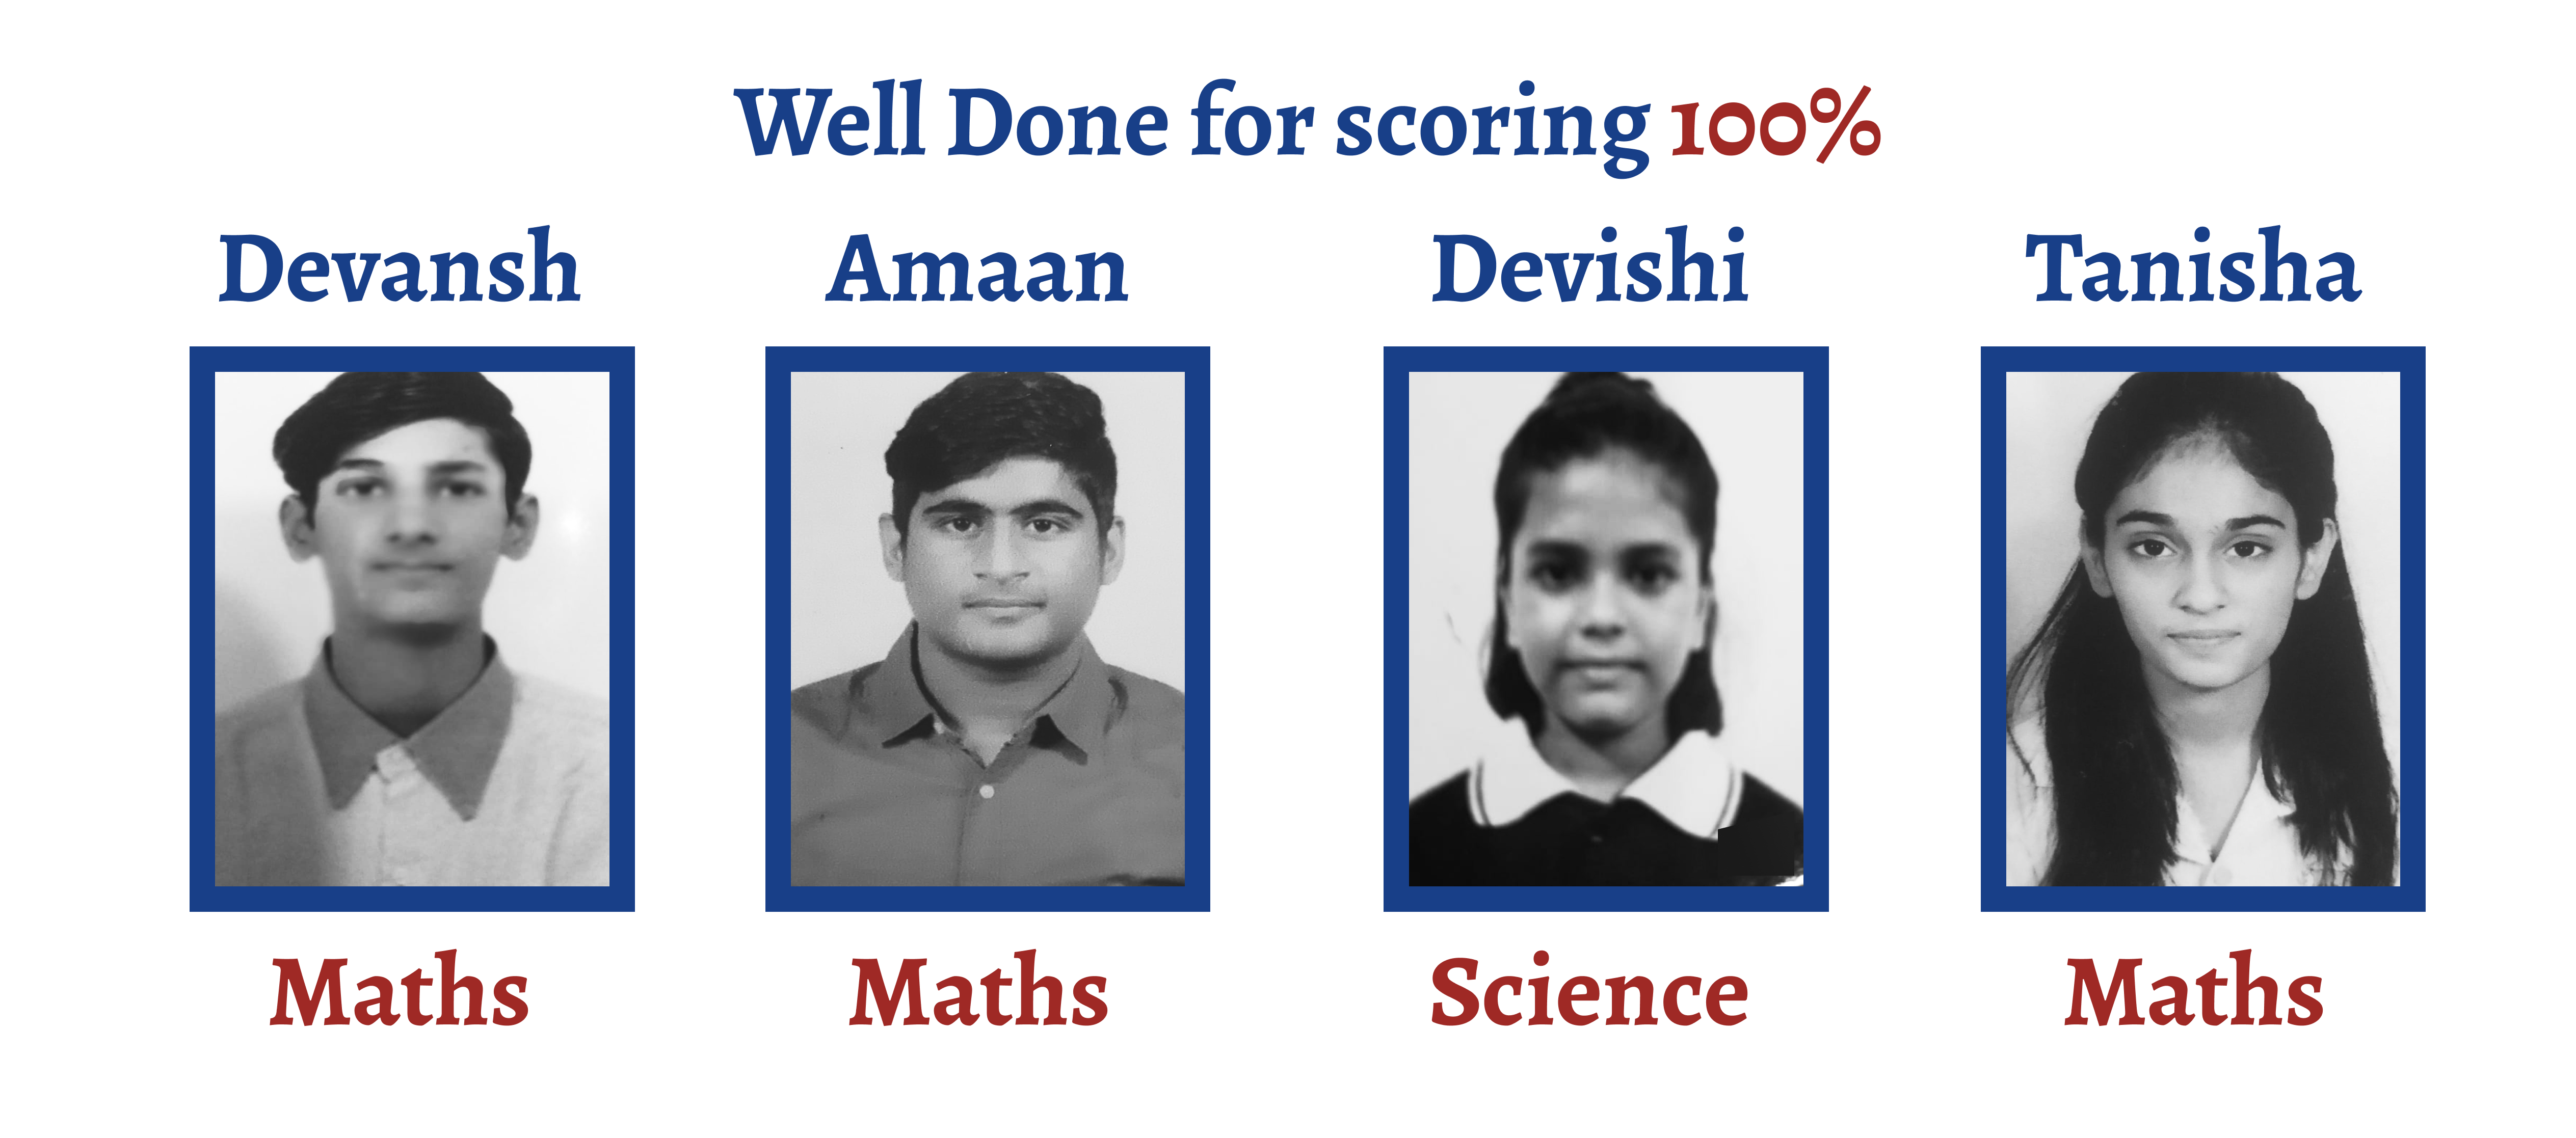 Well Done for scoring 100%
Devansh Amaan Devishi Tanisha
Maths Maths Science Maths